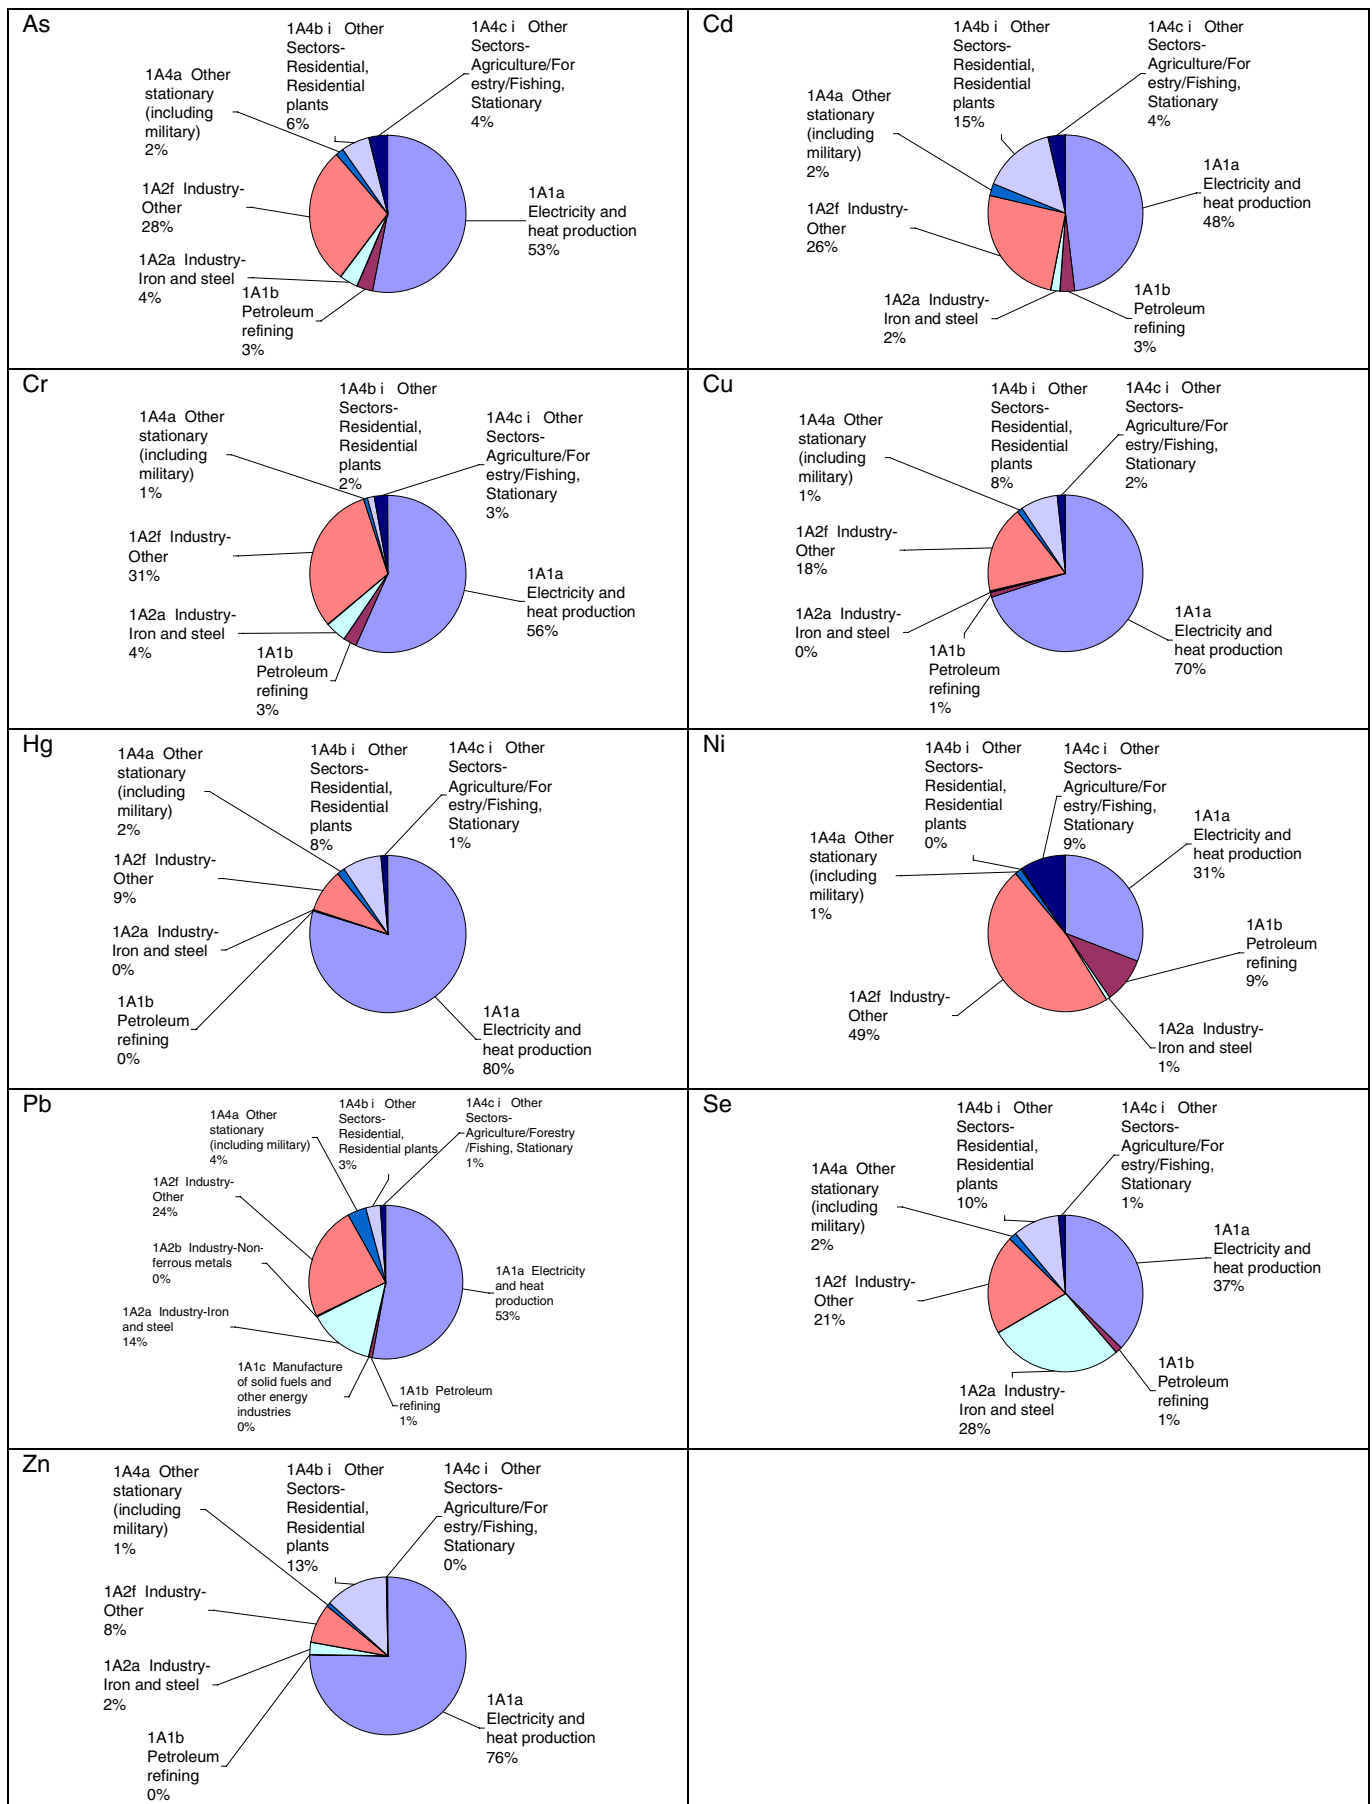 As
1A4b i Other
Sectors-
Residential,
Residential
plants
6%
1A4c i Other
Sectors-
Agriculture/For
estry/Fishing,
Stationary
4%
1A4a Other
stationary
(including
military)
2%
1A2f Industry-
Other
28%
1A1a
Electricity and
heat production
53%
1A2a Industry-
Iron and steel
4%
1A1b
Petroleum
refining
3%
Cd
1A4b i Other
Sectors-
Residential,
Residential
plants
15%
1A4c i Other
Sectors-
Agriculture/For
estry/Fishing,
Stationary
4%
1A4a Other
stationary
(including
military)
2%
1A1a
Electricity and
heat production
48%
1A2f Industry-
Other
26%
1A2a Industry-
Iron and steel
2%
1A1b
Petroleum
refining
3%
Cr
1A4b i Other
Sectors-
Residential,
Residential
plants
2%
1A4c i Other
Sectors-
Agriculture/For
estry/Fishing,
Stationary
3%
1A4a Other
stationary
(including
military)
1%
1A2f Industry-
Other
31%
1A1a
Electricity and
heat production
56%
1A2a Industry-
Iron and steel
4%
1A1b
Petroleum
refining
3%
Cu
1A4b i Other
Sectors-
Residential,
Residential
plants
8%
1A4c i Other
Sectors-
Agriculture/For
estry/Fishing,
Stationary
2%
1A4a Other
stationary
(including
military)
1%
1A2f Industry-
Other
18%
1A2a Industry-
Iron and steel
0%
1A1a
Electricity and
heat production
70%
1A1b
Petroleum
refining
1%
Hg
1A4a Other
stationary
(including
military)
2%
1A4b i Other
Sectors-
Residential,
Residential
plants
8%
1A4c i Other
Sectors-
Agriculture/For
estry/Fishing,
Stationary
1%
1A2f Industry-
Other
9%
1A2a Industry-
Iron and steel
0%
1A1b
Petroleum
refining
0%
1A1a
Electricity and
heat production
80%
Ni
1A4b i Other
Sectors-
Residential,
Residential
plants
0%
1A4c i Other
Sectors-
Agriculture/For
estry/Fishing,
Stationary
9%
1A1a
Electricity and
heat production
31%
1A4a Other
stationary
(including
military)
1%
1A1b
Petroleum
refining
9%
1A2f Industry-
Other
49%
1A2a Industry-
Iron and steel
1%
Pb
1A4a Other
stationary
(including military)
4%
1A4b i Other
Sectors-
Residential,
Residential plants
3%
1A4c i Other
Sectors-
Agriculture/Forestry
/Fishing, Stationary
1%
1A2f Industry-
Other
24%
1A2b Industry-Non-
ferrous metals
0%
1A1a Electricity
and heat
production
53%
1A2a Industry-Iron
and steel
14%
1A1c Manufacture
of solid fuels and
other energy
industries
0%
1A1b Petroleum
refining
1%
Se
1A4b i Other
Sectors-
Residential,
Residential
plants
10%
1A4c i Other
Sectors-
Agriculture/For
estry/Fishing,
Stationary
1%
1A4a Other
stationary
(including
military)
2%
1A1a
Electricity and
heat production
37%
1A2f Industry-
Other
21%
1A1b
Petroleum
refining
1%
1A2a Industry-
Iron and steel
28%
Zn
1A4a Other
stationary
(including
military)
1%
1A4b i Other
Sectors-
Residential,
Residential
plants
13%
1A4c i Other
Sectors-
Agriculture/For
estry/Fishing,
Stationary
0%
1A2f Industry-
Other
8%
1A2a Industry-
Iron and steel
2%
1A1a
Electricity and
heat production
76%
1A1b
Petroleum
refining
0%